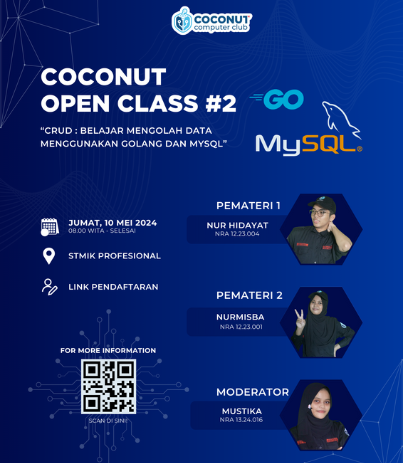 COCONUT
computer club
COCONUT
OPEN CLASS #2
"CRUD : BELAJAR MENGOLAH DATA
MENGGUNAKAN GOLANG DAN MYSQL"
GO
MySQL®
JUMAT, 10 MEI 2024
08.00 WITA - SELESAI
STMIK PROFESIONAL
LINK PENDAFTARAN
PEMATERI 1
NUR HIDAYAT
NRA 12.23.004
PEMATERI 2
NURMISBA
NRA 12.23.001
MODERATOR
MUSTIKA
NRA 13.24.016
FOR MORE INFORMATION
SCAN DI SINI!